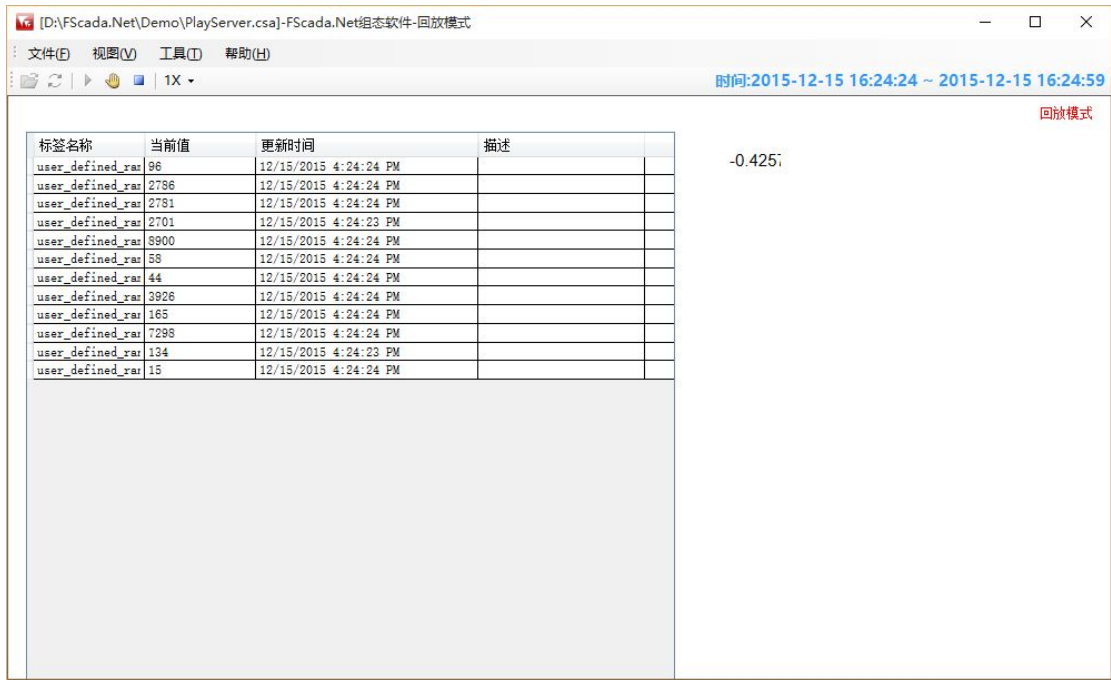 [D:\FScada.Net\Demo\PlayServer.csa]-FScada.Net组态软件-回放模式
文件(F) 视图(V) 工具(T) 帮助(H)
1X
时间:2015-12-15 16:24:24 ~ 2015-12-15 16:24:59
回放模式
标签名称 当前值 更新时间 描述
user_defined_rar 96 12/15/2015 4:24:24 PM
user_defined_rar 2786 12/15/2015 4:24:24 PM
user_defined_rar 2781 12/15/2015 4:24:24 PM
user_defined_rar 2701 12/15/2015 4:24:23 PM
user_defined_rar 8900 12/15/2015 4:24:24 PM
user_defined_rar 58 12/15/2015 4:24:24 PM
user_defined_rar 44 12/15/2015 4:24:24 PM
user_defined_rar 3926 12/15/2015 4:24:24 PM
user_defined_rar 165 12/15/2015 4:24:24 PM
user_defined_rar 7298 12/15/2015 4:24:24 PM
user_defined_rar 134 12/15/2015 4:24:23 PM
user_defined_rar 15 12/15/2015 4:24:24 PM
-0.4257